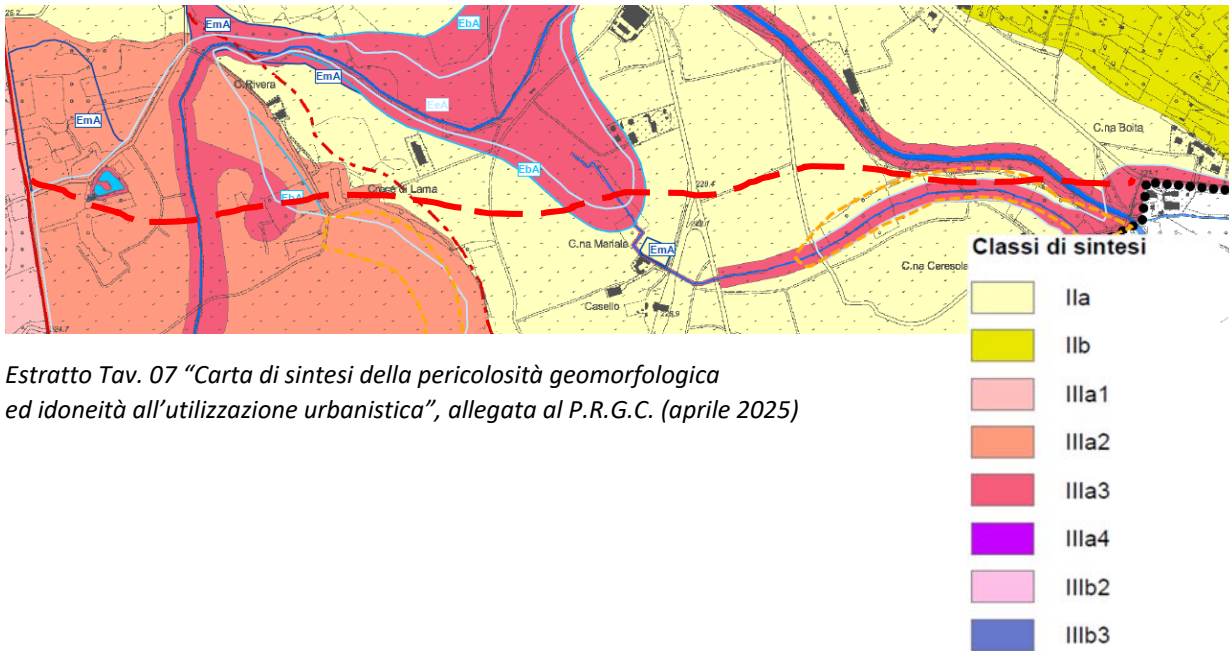 EmA
EbA
EmA
EeA
C.Rivera
EmA
C.na Boita
EbA
EbA
Croce di Lama
220.4
C.na Mariale
EmA
C.na Ceresola
Casello
Classi di sintesi
IIa
IIb
IIIa1
IIIa2
IIIa3
IIIa4
IIIb2
IIIb3
Estratto Tav. 07 “Carta di sintesi della pericolosità geomorfologica
ed idoneità all’utilizzazione urbanistica”, allegata al P.R.G.C. (aprile 2025)